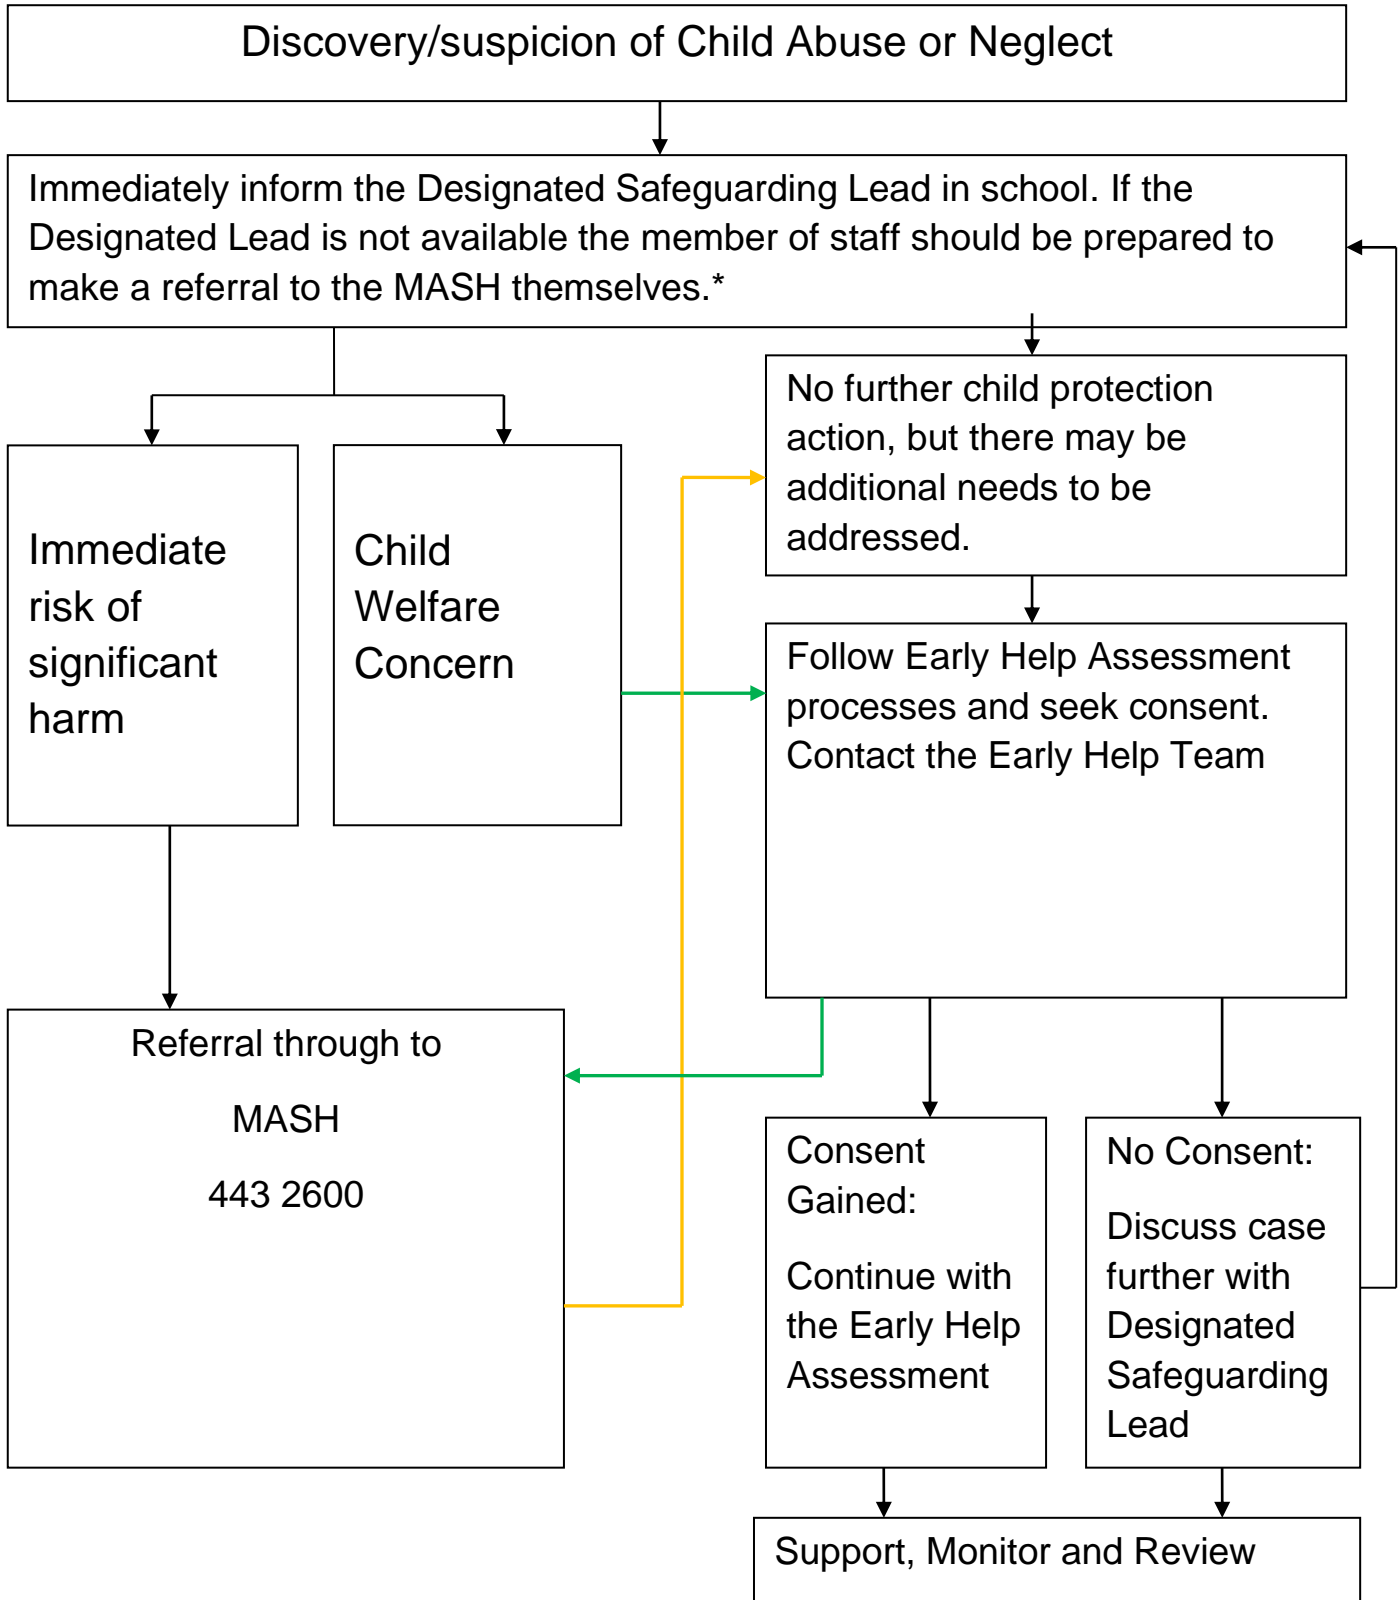 Discovery/suspicion of Child Abuse or Neglect
Immediately inform the Designated Safeguarding Lead in school. If the
Designated Lead is not available the member of staff should be prepared to
make a referral to the MASH themselves.*
No further child protection
action, but there may be
additional needs to be
addressed.
Immediate
risk of
significant
harm
Child
Welfare
Concern
Follow Early Help Assessment
processes and seek consent.
Contact the Early Help Team
Referral through to
MASH
443 2600
Consent
Gained:
Continue with
the Early Help
Assessment
No Consent:
Discuss case
further with
Designated
Safeguarding
Lead
Support, Monitor and Review